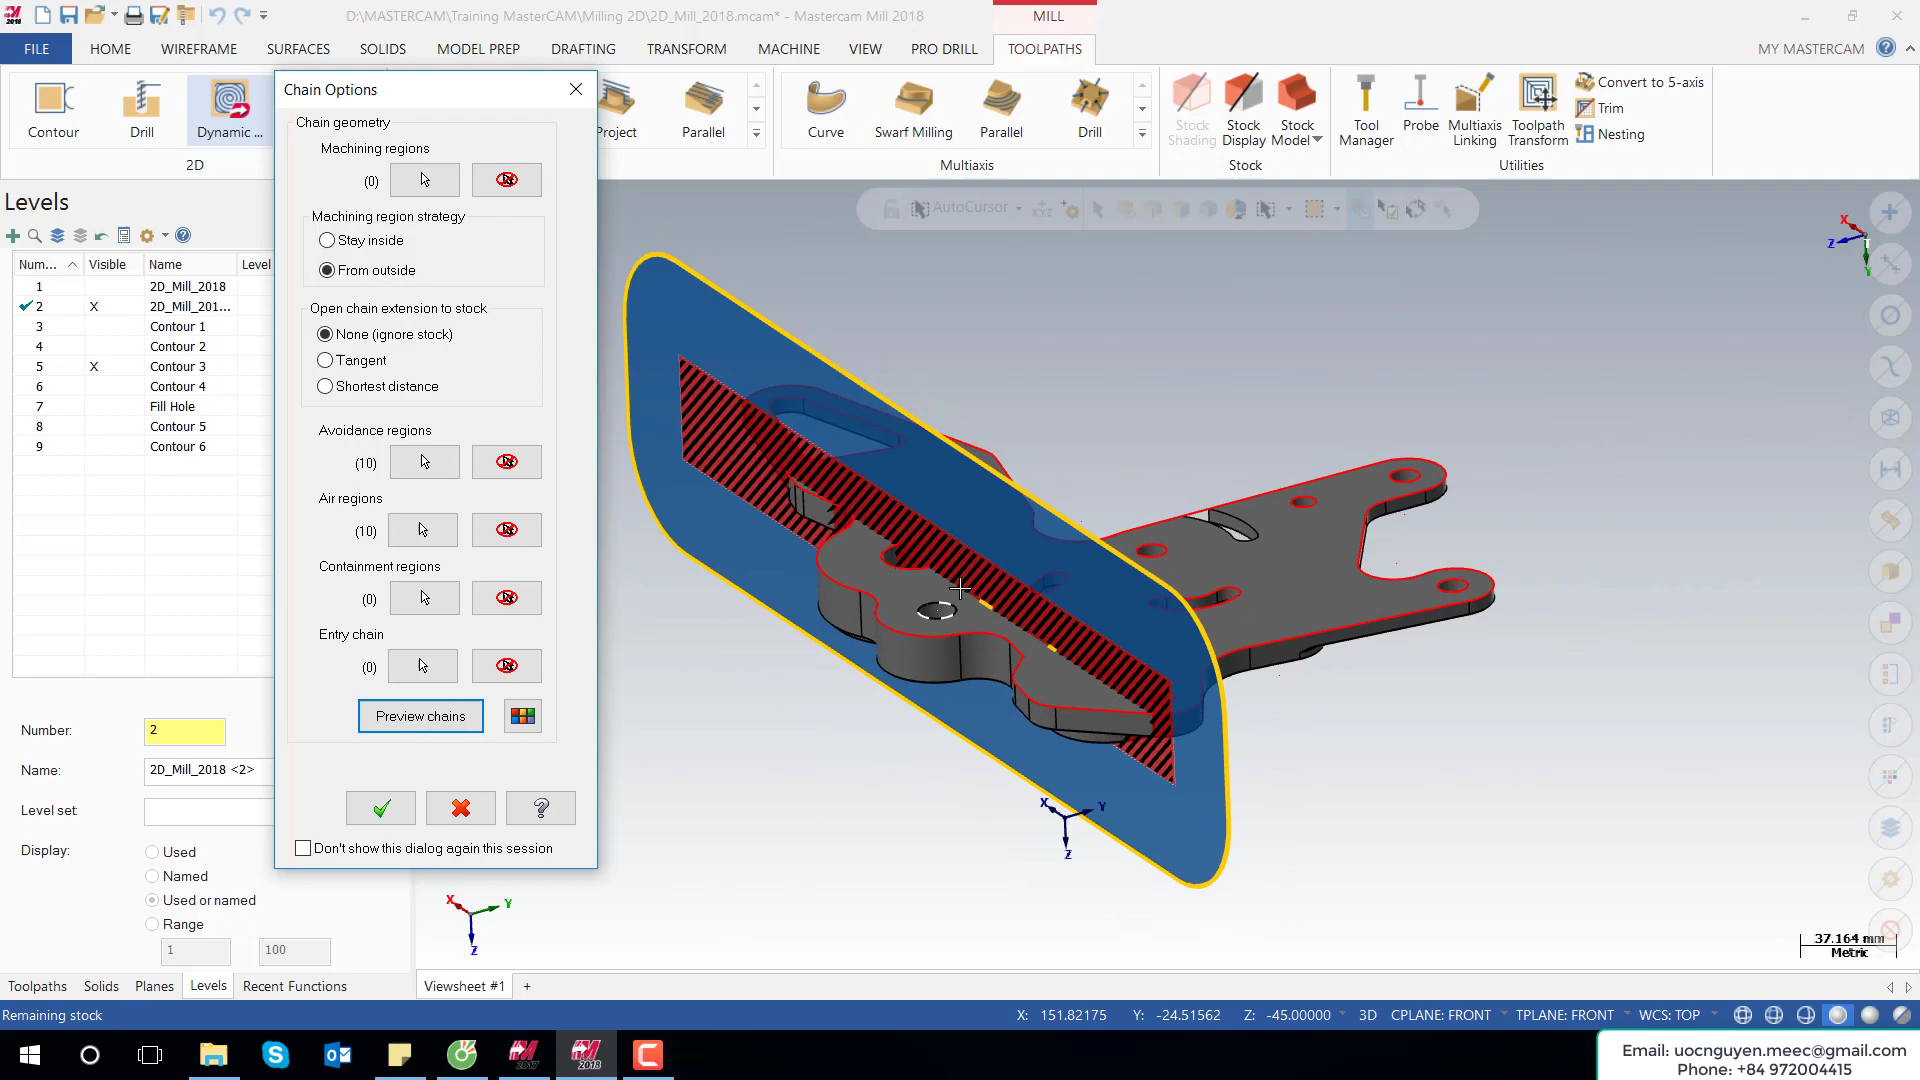 2018
D:\MASTERCAM\Training MasterCAM\Milling 2D\2D_Mill_2018.mcam* - Mastercam Mill 2018
MILL
FILE
HOME
WIREFRAME
SURFACES
SOLIDS
MODEL PREP
DRAFTING
TRANSFORM
MACHINE
VIEW
PRO DRILL
TOOLPATHS
MY MASTERCAM
Contour
Drill
Dynamic ...
2D
Project
Parallel
Curve
Swarf Milling
Parallel
Drill
Multiaxis
Stock Shading
Stock Display
Stock Model
Stock
Tool Manager
Probe
Multiaxis Linking
Toolpath Transform
Convert to 5-axis
Trim
Nesting
Utilities
Chain Options
Chain geometry
Machining regions
(0)
Machining region strategy
Stay inside
From outside
Open chain extension to stock
None (ignore stock)
Tangent
Shortest distance
Avoidance regions
(10)
Air regions
(10)
Containment regions
(0)
Entry chain
(0)
Preview chains
Don't show this dialog again this session
Levels
Num... Visible Name Level
1 2D_Mill_2018
2 X 2D_Mill_201...
3 Contour 1
4 Contour 2
5 X Contour 3
6 Contour 4
7 Fill Hole
8 Contour 5
9 Contour 6
Number: 2
Name: 2D_Mill_2018 <2>
Level set:
Display: Used
Named
Used or named
Range
1 100
AutoCursor
X
Z
Y
X Y
Z
X Y
Z
37.164 mm
Metric
Toolpaths Solids Planes Levels Recent Functions
Viewsheet #1 +
Remaining stock
X: 151.82175 Y: -24.51562 Z: -45.00000 3D CPLANE: FRONT TPLANE: FRONT WCS: TOP
2017
2018
Email: uocnguyen.meec@gmail.com
Phone: +84 972004415